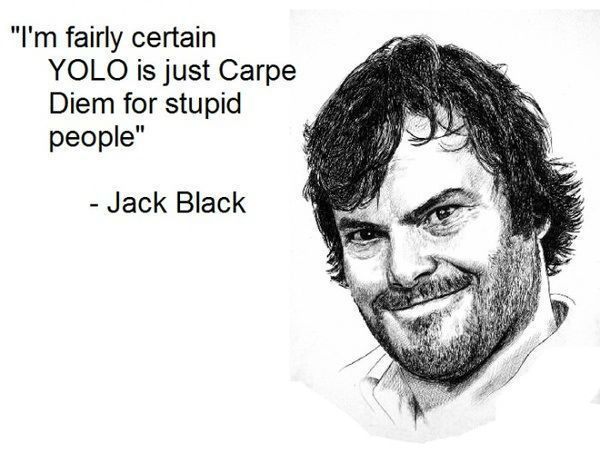 "I'm fairly certain
YOLO is just Carpe
Diem for stupid
people"
- Jack Black